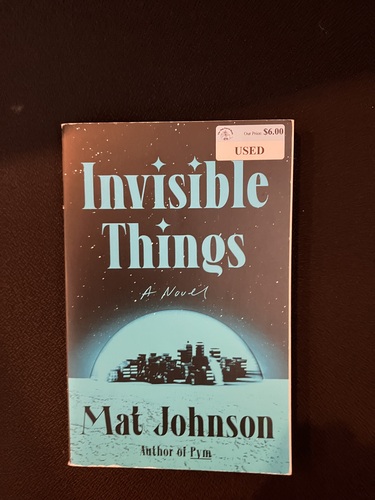 Our Price $6.00
USED
Invisible
Things
A Novel
Mat Johnson
Author of Pym